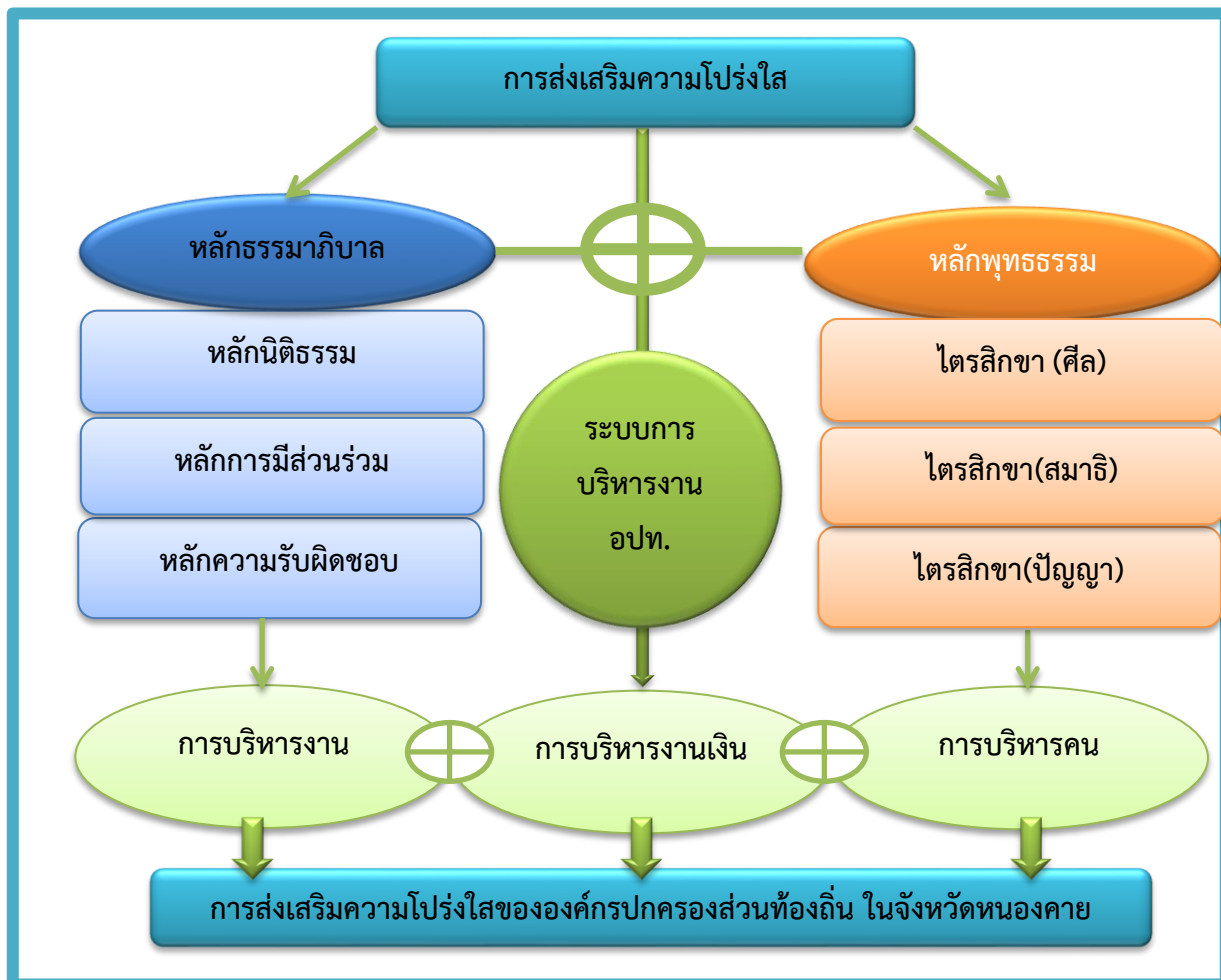 การส่งเสริมความโปร่งใส
หลักธรรมาภิบาล
หลักพุทธธรรม
หลักนิติธรรม
หลักการมีส่วนร่วม
หลักความรับผิดชอบ
ระบบการ
บริหารงาน
อปท.
ไตรสิกขา (ศีล)
ไตรสิกขา(สมาธิ)
ไตรสิกขา(ปัญญา)
การบริหารงาน
การบริหารงานเงิน
การบริหารคน
การส่งเสริมความโปร่งใสขององค์กรปกครองส่วนท้องถิ่น ในจังหวัดหนองคาย